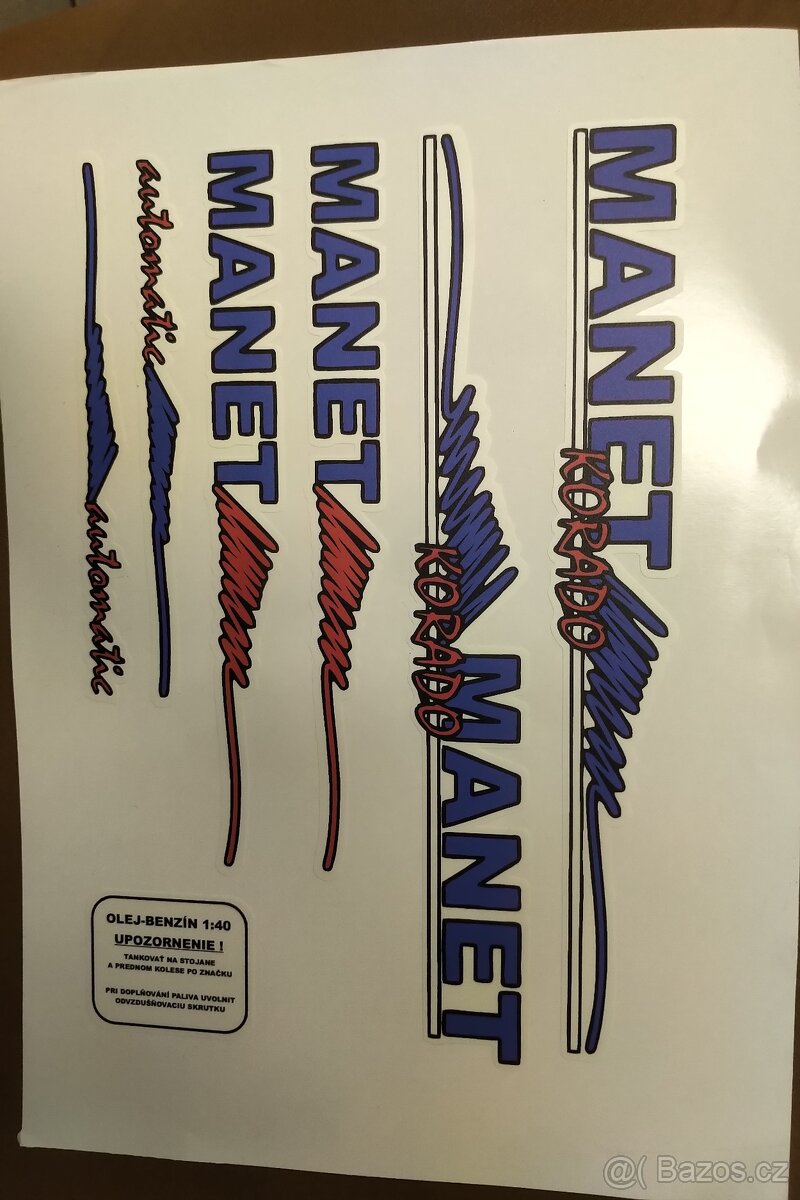 MANET
KORADO
MANET
KORADO
MANET
MANET
automatic
automatic
OLEJ-BENZÍN 1:40
UPOZORNENIE !
TANKOVAŤ NA STOJANE
A PREDNOM KOLESE PO ZNAČKU
PRI DOPLŇOVÁNÍ PALIVA UVOLNIT
ODVZDUŠŇOVACIU SKRUTKU
@( Bazos.cz